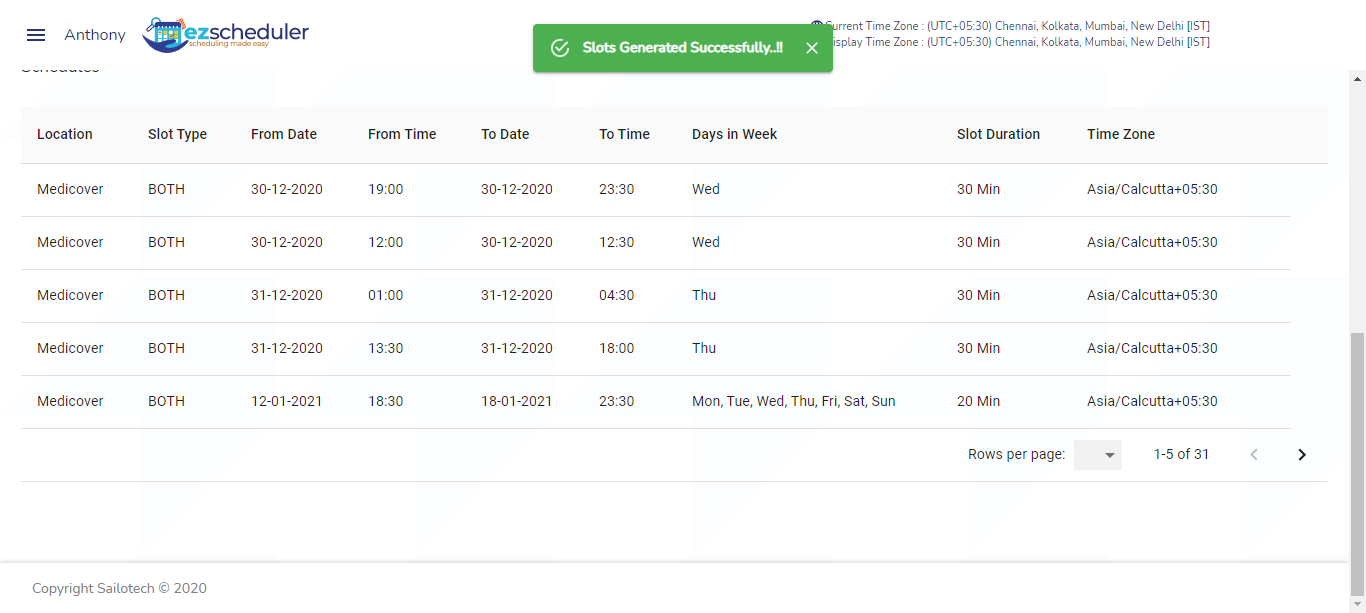 Anthony
ezscheduler
scheduling made easy
Slots Generated Successfully..!!
Current Time Zone : (UTC+05:30) Chennai, Kolkata, Mumbai, New Delhi [IST]
isplay Time Zone : (UTC+05:30) Chennai, Kolkata, Mumbai, New Delhi [IST]
Schedules
Location Slot Type From Date From Time To Date To Time Days in Week Slot Duration Time Zone
Medicover BOTH 30-12-2020 19:00 30-12-2020 23:30 Wed 30 Min Asia/Calcutta+05:30
Medicover BOTH 30-12-2020 12:00 30-12-2020 12:30 Wed 30 Min Asia/Calcutta+05:30
Medicover BOTH 31-12-2020 01:00 31-12-2020 04:30 Thu 30 Min Asia/Calcutta+05:30
Medicover BOTH 31-12-2020 13:30 31-12-2020 18:00 Thu 30 Min Asia/Calcutta+05:30
Medicover BOTH 12-01-2021 18:30 18-01-2021 23:30 Mon, Tue, Wed, Thu, Fri, Sat, Sun 20 Min Asia/Calcutta+05:30
Rows per page: 1-5 of 31
Copyright Sailotech © 2020